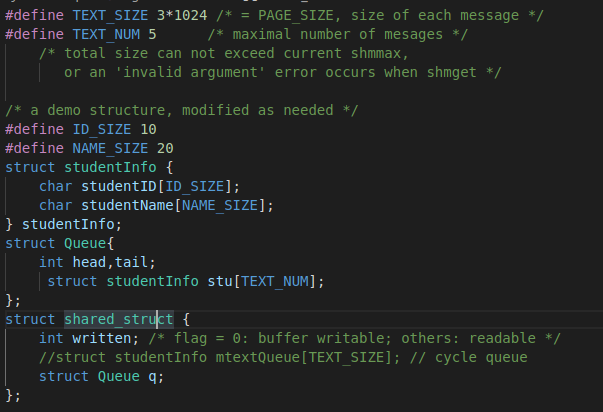 #define TEXT_SIZE 3*1024 /* = PAGE_SIZE, size of each message */
#define TEXT_NUM 5      /* maximal number of mesages */
    /* total size can not exceed current shmmax,
       or an 'invalid argument' error occurs when shmget */

/* a demo structure, modified as needed */
#define ID_SIZE 10
#define NAME_SIZE 20
struct studentInfo {
    char studentID[ID_SIZE];
    char studentName[NAME_SIZE];
} studentInfo;
struct Queue{
    int head,tail;
     struct studentInfo stu[TEXT_NUM];
};
struct shared_struct {
    int written; /* flag = 0: buffer writable; others: readable */
    //struct studentInfo mtextQueue[TEXT_SIZE]; // cycle queue
    struct Queue q;
};